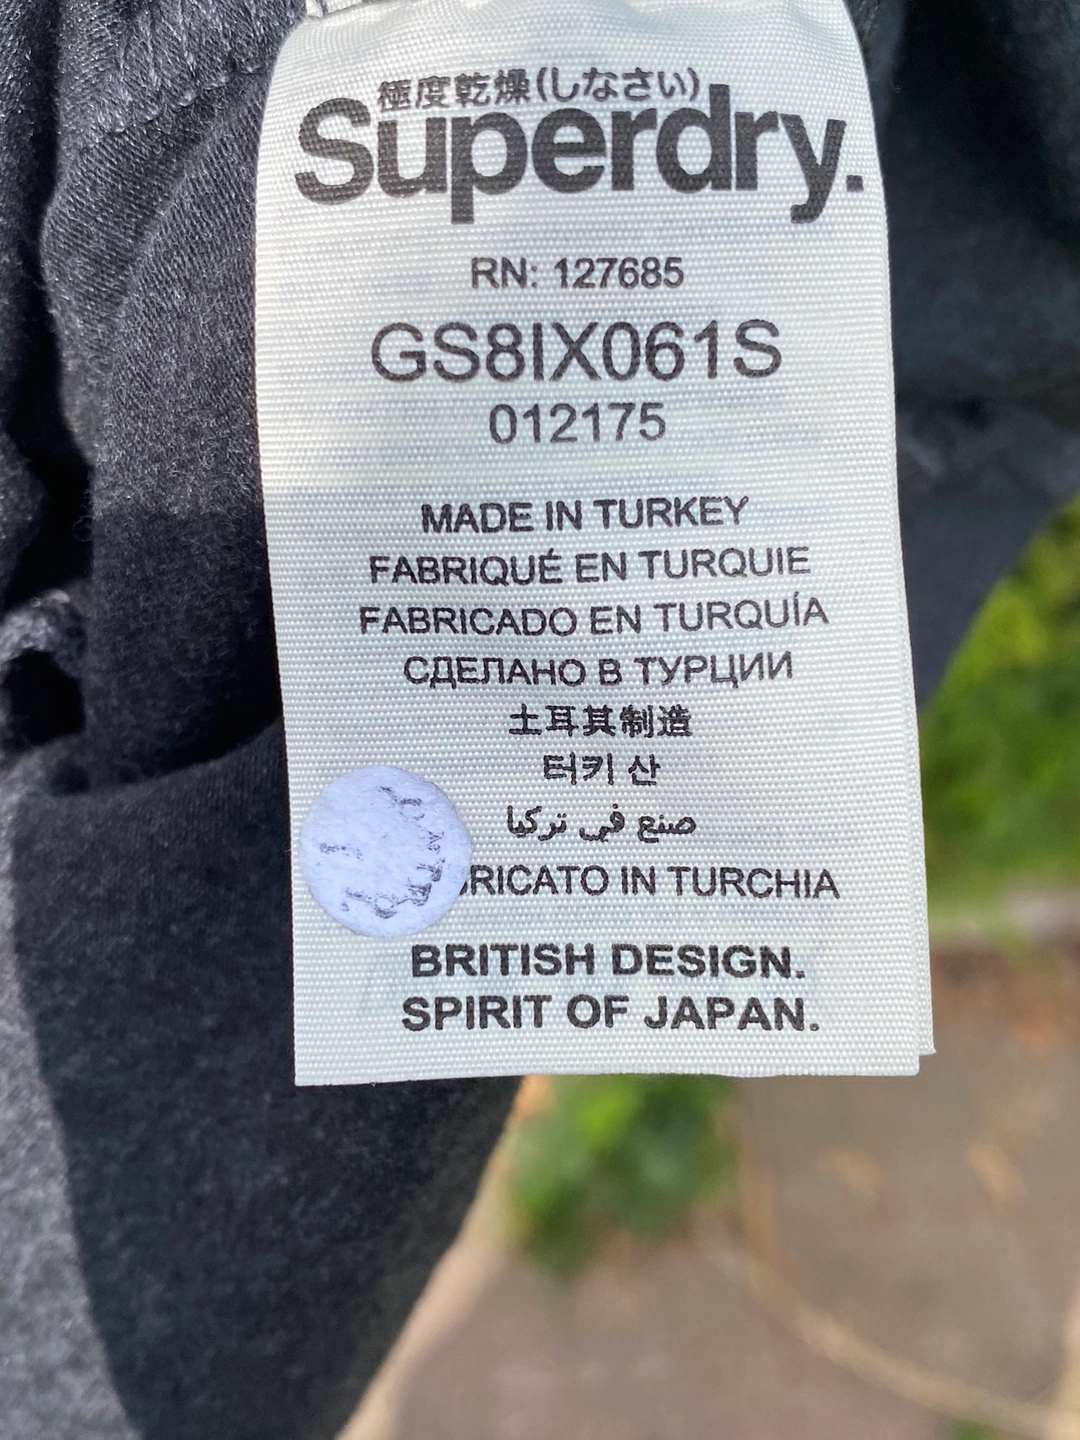 極度乾燥(しなさい)
Superdry.
RN: 127685
GS8IX061S
012175
MADE IN TURKEY
FABRIQUÉ EN TURQUIE
FABRICADO EN TURQUÍA
СДЕЛАНО В ТУРЦИИ
土耳其制造
터키 산
صنع في تركيا
IN TURCHIA
BRITISH DESIGN.
SPIRIT OF JAPAN.